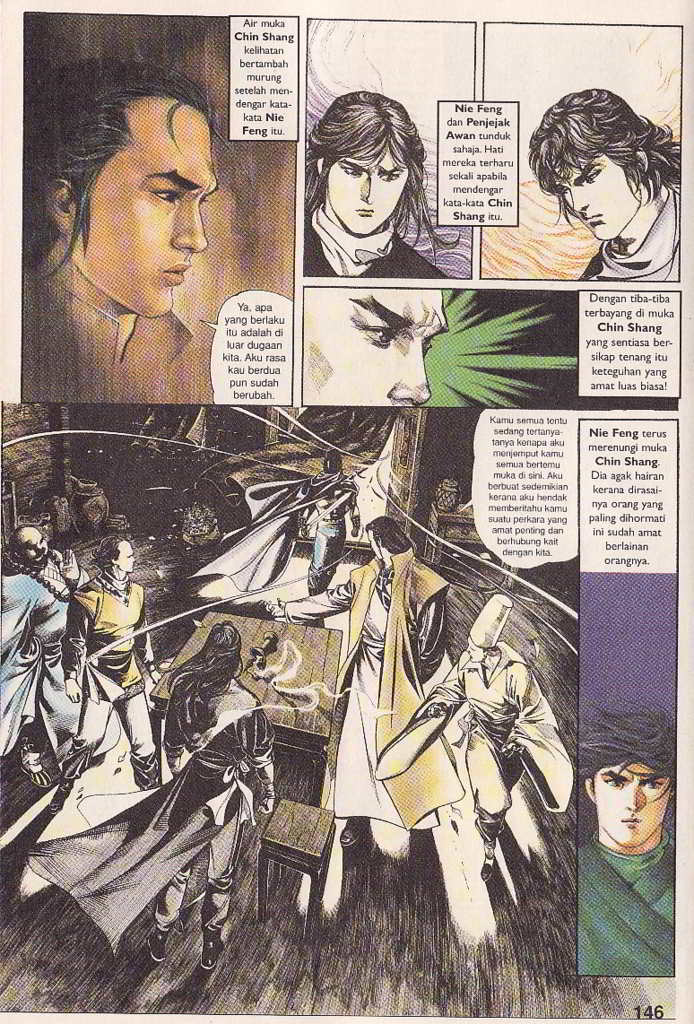 Air muka
Chin Shang
kelihatan
bertambah
murung
setelah men-
dengar kata-
kata Nie
Feng itu.
Ya, apa
yang berlaku
itu adalah di
luar dugaan
kita. Aku rasa
kau berdua
pun sudah
berubah.
Nie Feng
dan Penjejak
Awan tunduk
sahaja. Hati
mereka terharu
sekali apabila
mendengar
kata-kata Chin
Shang itu.
Dengan tiba-tiba
terbayang di muka
Chin Shang
yang sentiasa ber-
sikap tenang itu
keteguhan yang
amat luas biasa!
Kamu semua tentu
sedang tertanya-
tanya kenapa aku
menjemput kamu
semua bertemu
muka di sini. Aku
berbuat sedemikian
kerana aku hendak
memberitahu kamu
suatu perkara yang
amat penting dan
berhubung kait
dengan kita.
Nie Feng terus
merenungi muka
Chin Shang.
Dia agak hairan
kerana dirasai-
nya orang yang
paling dihormati
ini sudah amat
berlainan
orangnya.
146